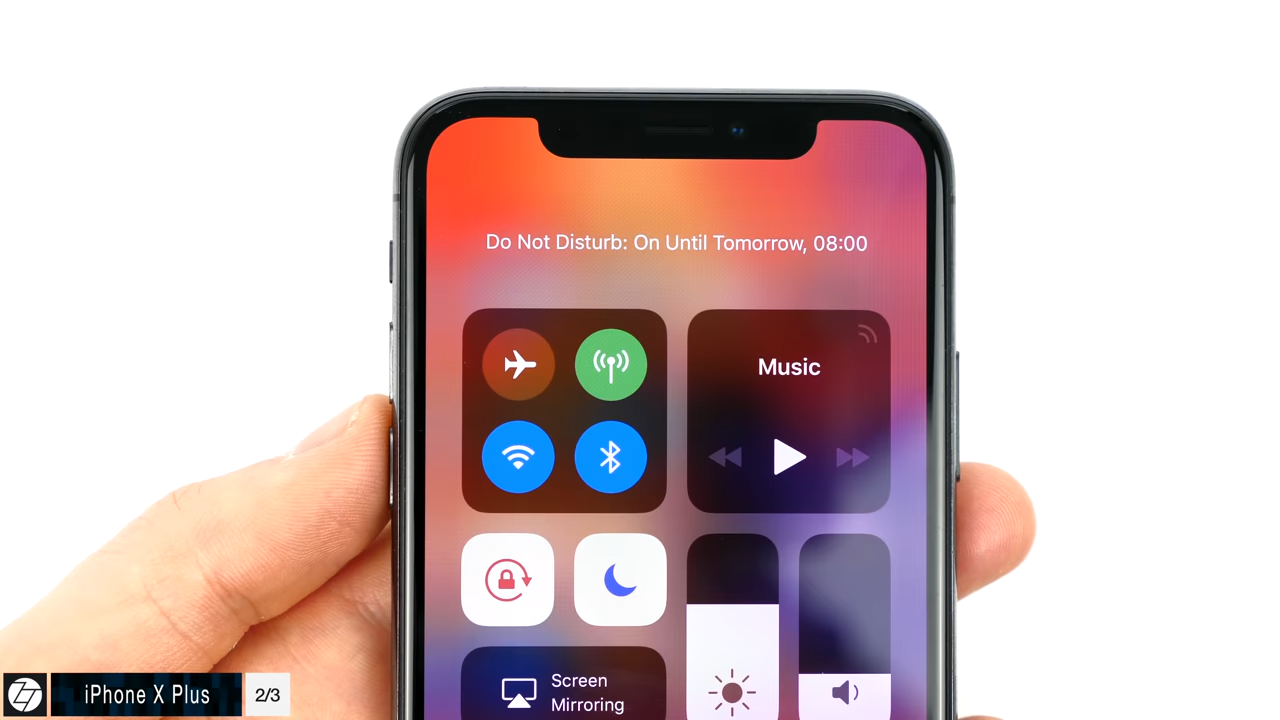 Do Not Disturb: On Until Tomorrow, 08:00
Music
Screen
Mirroring
iPhone X Plus
2/3